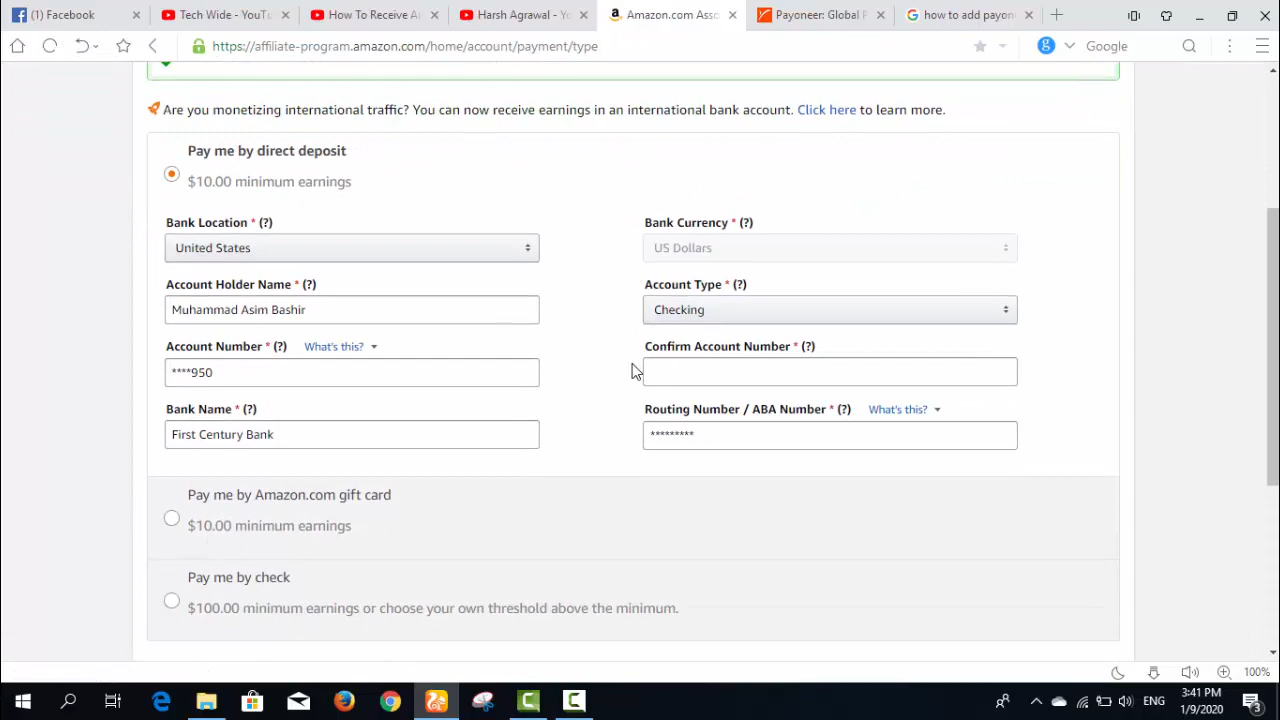 (1) Facebook
Tech Wide - YouTu
How To Receive A
Harsh Agrawal - Y
Amazon.com Asso
Payoneer: Global P
how to add payon
https://affiliate-program.amazon.com/home/account/payment/type
Google
Are you monetizing international traffic? You can now receive earnings in an international bank account. Click here to learn more.
Pay me by direct deposit
$10.00 minimum earnings
Bank Location * (?)
Bank Currency * (?)
United States
US Dollars
Account Holder Name * (?)
Account Type * (?)
Muhammad Asim Bashir
Checking
Account Number * (?) What's this?
Confirm Account Number * (?)
****950
Bank Name * (?)
Routing Number / ABA Number * (?) What's this?
First Century Bank
*********
Pay me by Amazon.com gift card
$10.00 minimum earnings
Pay me by check
$100.00 minimum earnings or choose your own threshold above the minimum.
100%
ENG
3:41 PM
1/9/2020
3